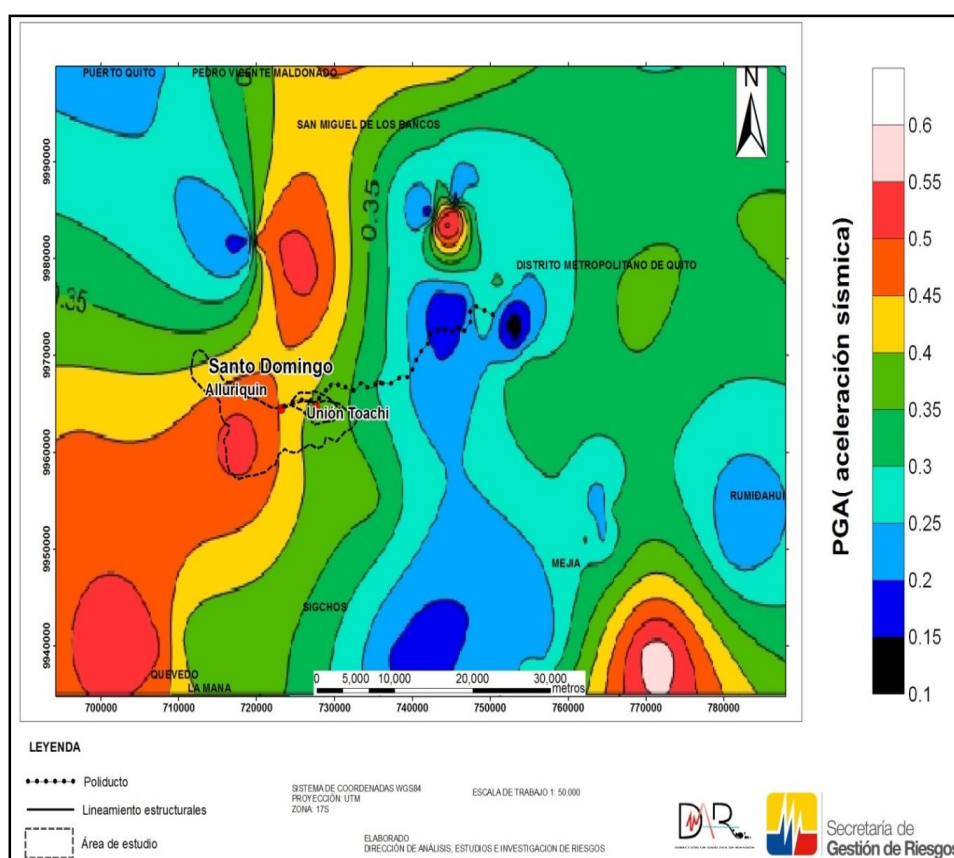 PUERTO QUITO
PEDRO VICENTE MALDONADO
SAN MIGUEL DE LOS BANCOS
N
0.35
DISTRITO METROPOLITANO DE QUITO
0.35
Santo Domingo
Alluriquin
Unión Toachi
RUMIÐAHUI
MEJIA
SIGCHOS
QUEVEDO
LA MANA
0 5,000 10,000 20,000 30,000
metros
9990000
9980000
9970000
9960000
9950000
9940000
700000 710000 720000 730000 740000 750000 760000 770000 780000
PGA( aceleración sísmica)
0.6
0.55
0.5
0.45
0.4
0.35
0.3
0.25
0.2
0.15
0.1
LEYENDA
Poliducto
Lineamiento estructurales
Área de estudio
SISTEMA DE COORDENADAS WGS84
PROYECCIÓN: UTM
ZONA: 17S
ESCALA DE TRABAJO 1: 50.000
ELABORADO
DIRECCIÓN DE ANÁLISIS, ESTUDIOS E INVESTIGACION DE RIESGOS
DAR
Secretaría de
Gestión de Riesgos